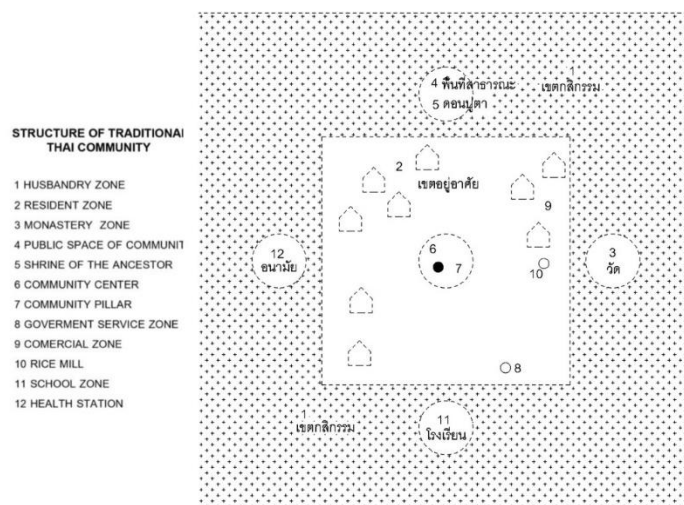 STRUCTURE OF TRADITIONAL
THAI COMMUNITY
1 HUSBANDRY ZONE
2 RESIDENT ZONE
3 MONASTERY ZONE
4 PUBLIC SPACE OF COMMUNIT
5 SHRINE OF THE ANCESTOR
6 COMMUNITY CENTER
7 COMMUNITY PILLAR
8 GOVERMENT SERVICE ZONE
9 COMERCIAL ZONE
10 RICE MILL
11 SCHOOL ZONE
12 HEALTH STATION
4 พื้นที่สาธารณะ
5 ดอนปู่ตา
1
เขตกสิกรรม
2
เขตอยู่อาศัย
9
6
7
10
12
อนามัย
3
วัด
8
1
เขตกสิกรรม
11
โรงเรียน